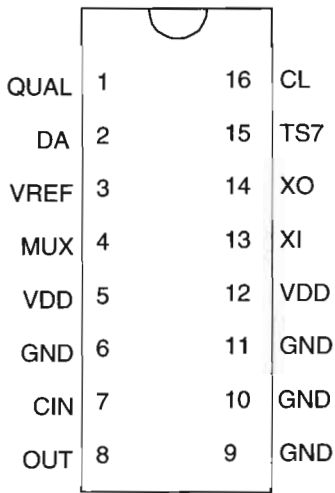 QUAL 1 16 CL
DA 2 15 TS7
VREF 3 14 XO
MUX 4 13 XI
VDD 5 12 VDD
GND 6 11 GND
CIN 7 10 GND
OUT 8 9 GND